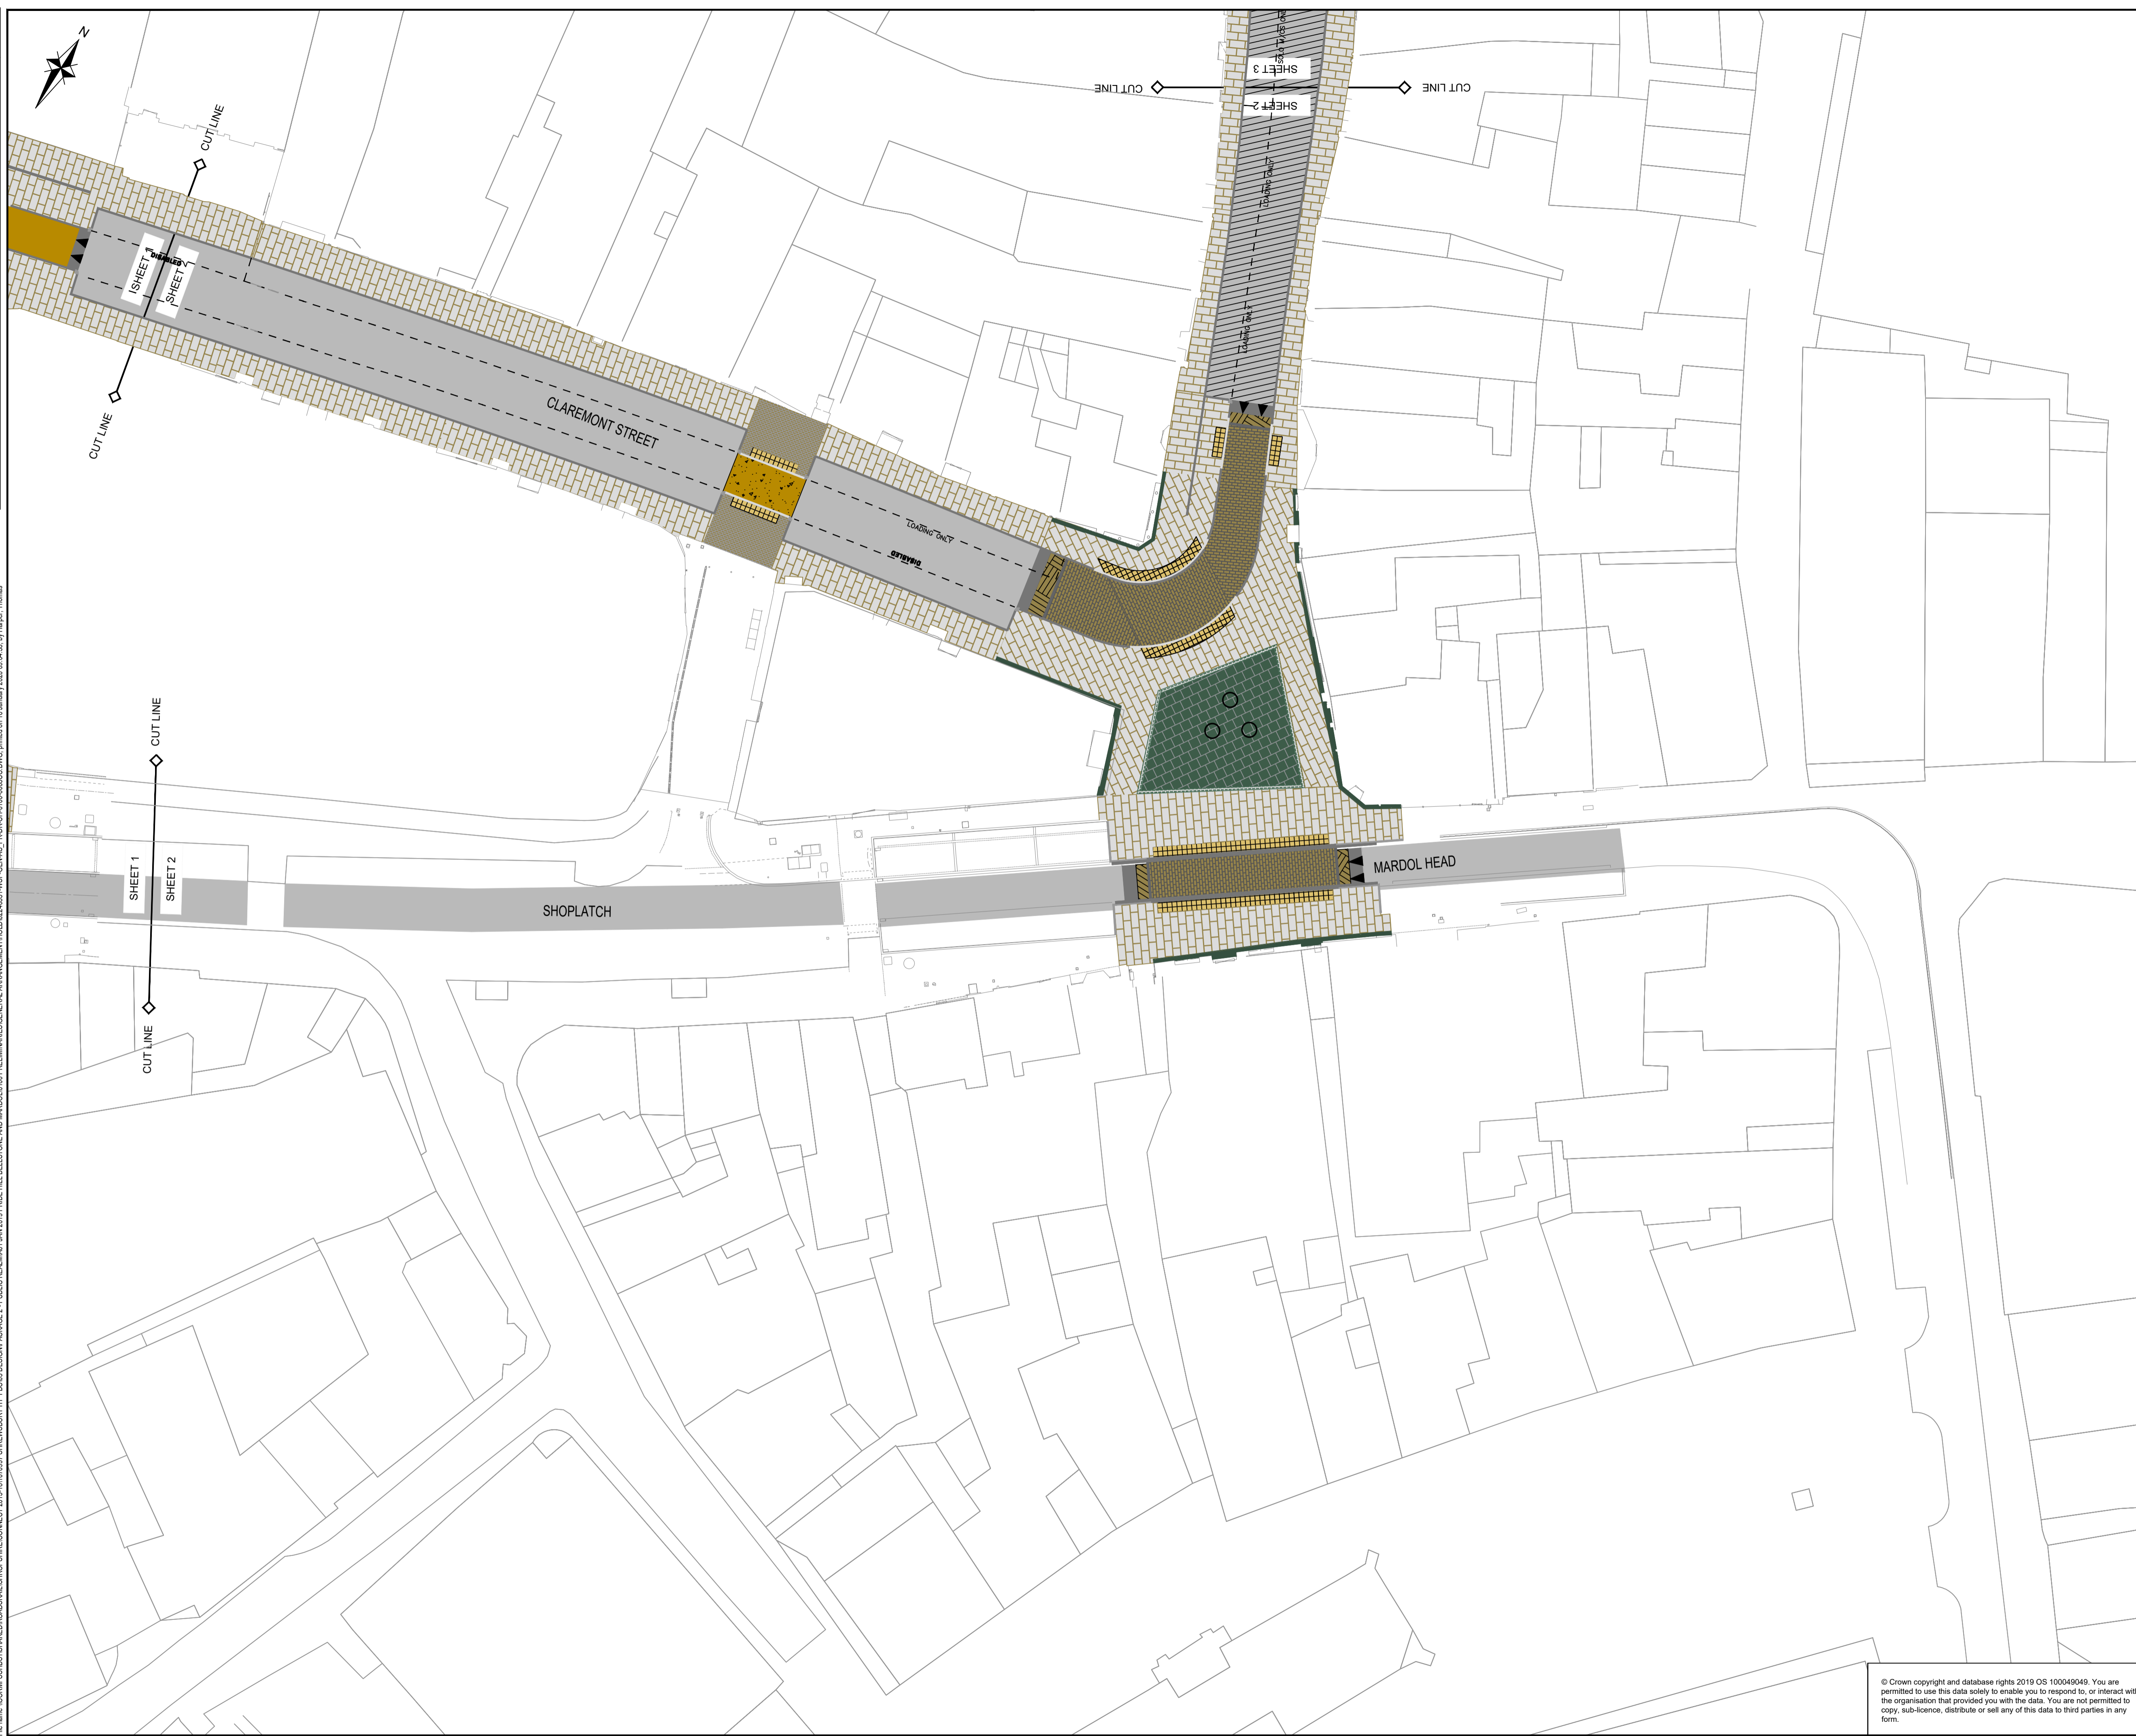 N
CUT LINE
CUT LINE
CUT LINE
SOLO M/CS
SHEET 3
SHEET 2
LOADING ONLY
LOADING ONLY
SHEET 1
DISABLED
SHEET 2
CUT LINE
CLAREMONT STREET
LOADING ONLY
DISABLED
CUT LINE
SHEET 1
SHEET 2
MARDOL HEAD
SHOPLATCH
CUT LINE
© Crown copyright and database rights 2019 OS 100049049. You are
permitted to use this data solely to enable you to respond to, or interact with
the organisation that provided you with the data. You are not permitted to
copy, sub-licence, distribute or sell any of this data to third parties in any
form.